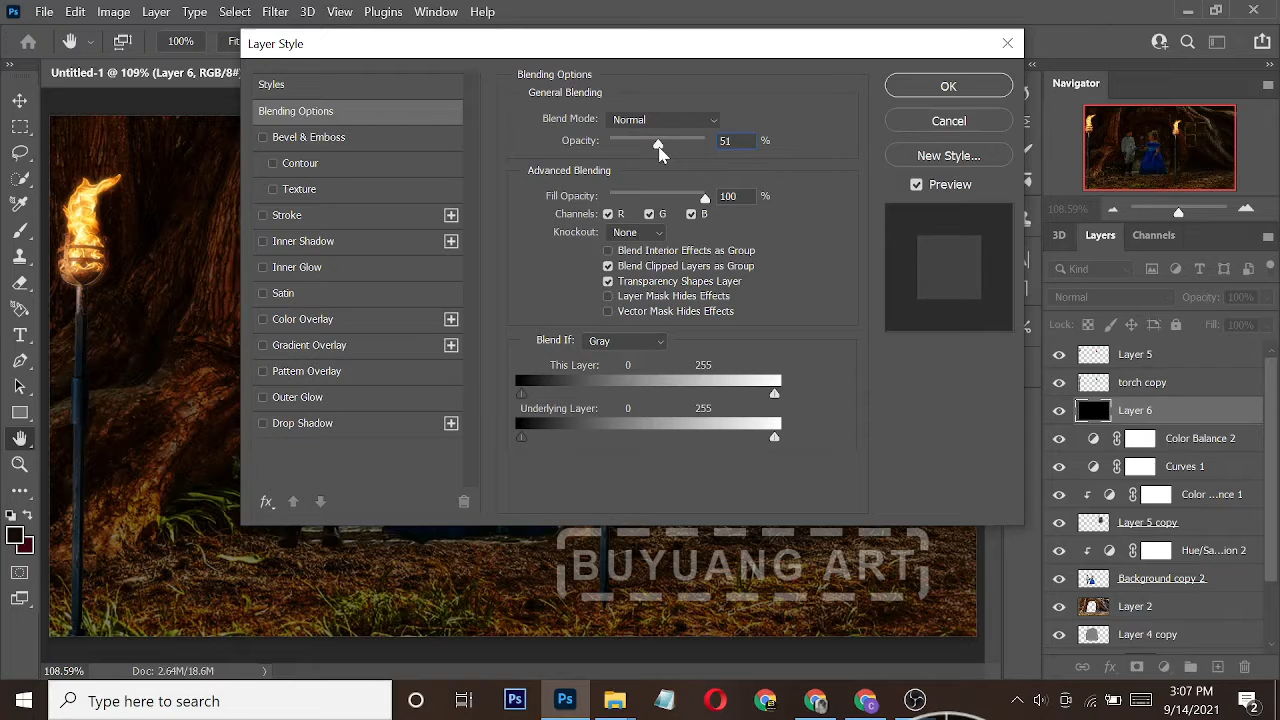 Ps File Edit Image Layer Type Select Filter 3D View Plugins Window Help
100% Fit
Layer Style
Untitled-1 @ 109% (Layer 6, RGB/8#)
Styles
Blending Options
Bevel & Emboss
Contour
Texture
Stroke
Inner Shadow
Inner Glow
Satin
Color Overlay
Gradient Overlay
Pattern Overlay
Outer Glow
Drop Shadow
fx
Blending Options
General Blending
Blend Mode: Normal
Opacity: 51 %
Advanced Blending
Fill Opacity: 100 %
Channels: R G B
Knockout: None
Blend Interior Effects as Group
Blend Clipped Layers as Group
Transparency Shapes Layer
Layer Mask Hides Effects
Vector Mask Hides Effects
Blend If: Gray
This Layer: 0 255
Underlying Layer: 0 255
OK
Cancel
New Style...
Preview
Navigator
108.59%
3D Layers Channels
Kind
Normal Opacity: 100%
Lock: Fill: 100%
Layer 5
torch copy
Layer 6
Color Balance 2
Curves 1
Color ...nce 1
Layer 5 copy
Hue/Sa...on 2
Background copy 2
Layer 2
Layer 4 copy
fx
BUYUANG ART
108.59% Doc: 2.64M/18.6M
Type here to search
Ps Ps
3:07 PM
9/14/2021
2